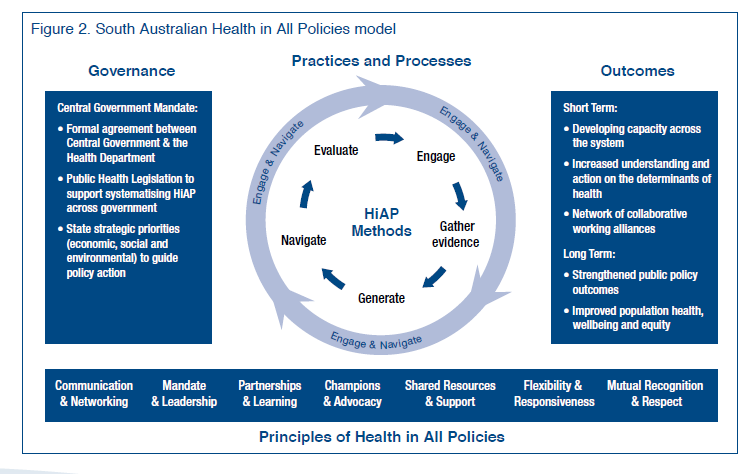 Figure 2. South Australian Health in All Policies model
Governance
Central Government Mandate:
• Formal agreement between
Central Government & the
Health Department
• Public Health Legislation to
support systematising HiAP
across government
• State strategic priorities
(economic, social and
environmental) to guide
policy action
Practices and Processes
Engage & Navigate
Engage & Navigate
Engage & Navigate
Evaluate
Engage
Gather
evidence
Generate
Navigate
HiAP
Methods
Outcomes
Short Term:
• Developing capacity across
the system
• Increased understanding and
action on the determinants of
health
• Network of collaborative
working alliances
Long Term:
• Strengthened public policy
outcomes
• Improved population health,
wellbeing and equity
Communication
& Networking
Mandate
& Leadership
Partnerships
& Learning
Champions
& Advocacy
Shared Resources
& Support
Flexibility &
Responsiveness
Mutual Recognition
& Respect
Principles of Health in All Policies